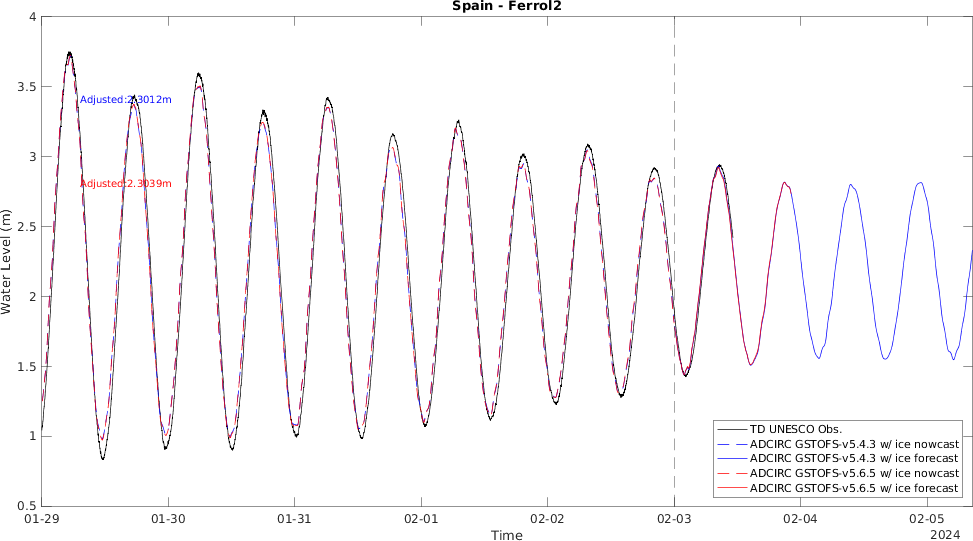 Spain - Ferrol2
4
3.5
3
2.5
2
1.5
1
0.5
Water Level (m)
Adjusted:2.3012m
Adjusted:2.3039m
TD UNESCO Obs.
ADCIRC GSTOFS-v5.4.3 w/ ice nowcast
ADCIRC GSTOFS-v5.4.3 w/ ice forecast
ADCIRC GSTOFS-v5.6.5 w/ ice nowcast
ADCIRC GSTOFS-v5.6.5 w/ ice forecast
01-29 01-30 01-31 02-01 02-02 02-03 02-04 02-05
Time
2024